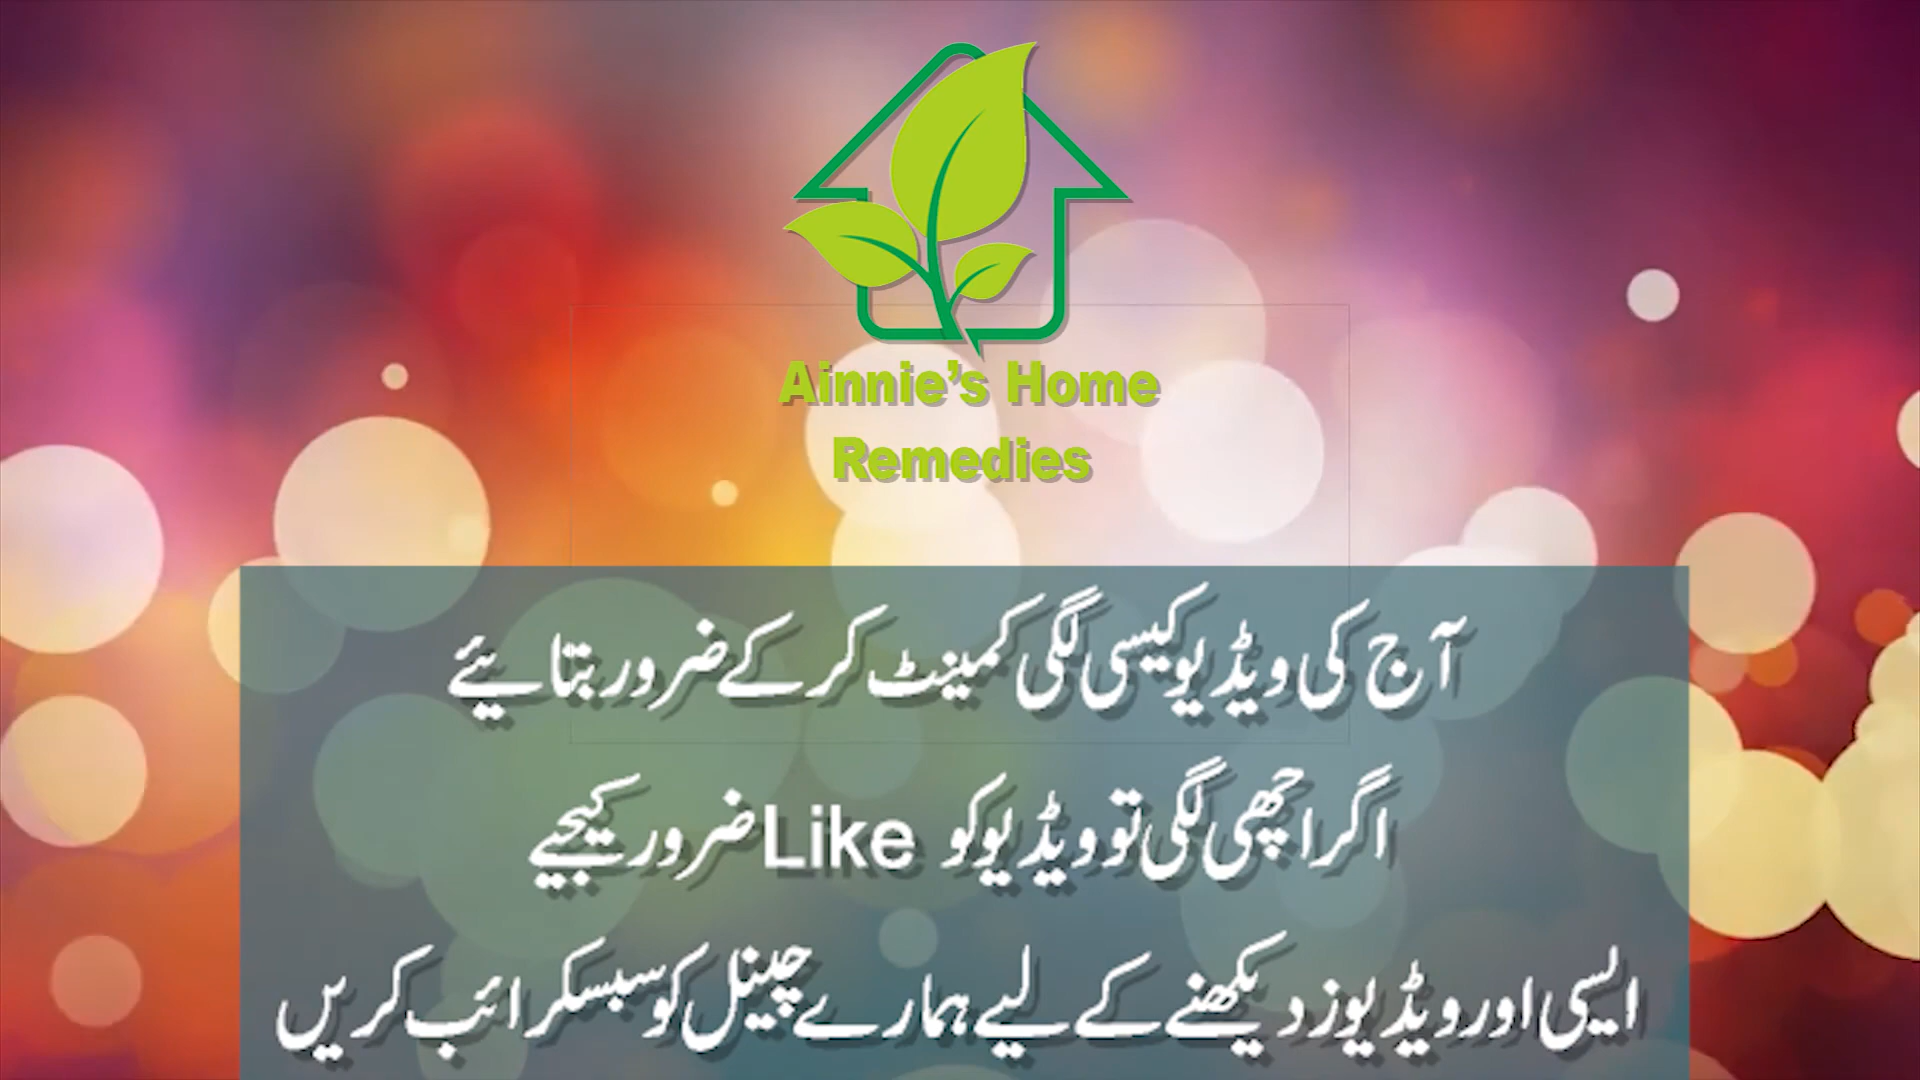 Ainnie’s Home
Remedies
آج کی ویڈیو کیسی لگی کمینٹ کر کے ضرور بتائیے
اگر اچھی لگی تو ویڈیو کو Like ضرور کیجیے
ایسی اور ویڈیوز دیکھنے کے لیے ہمارے چینل کو سبسکرائب کریں